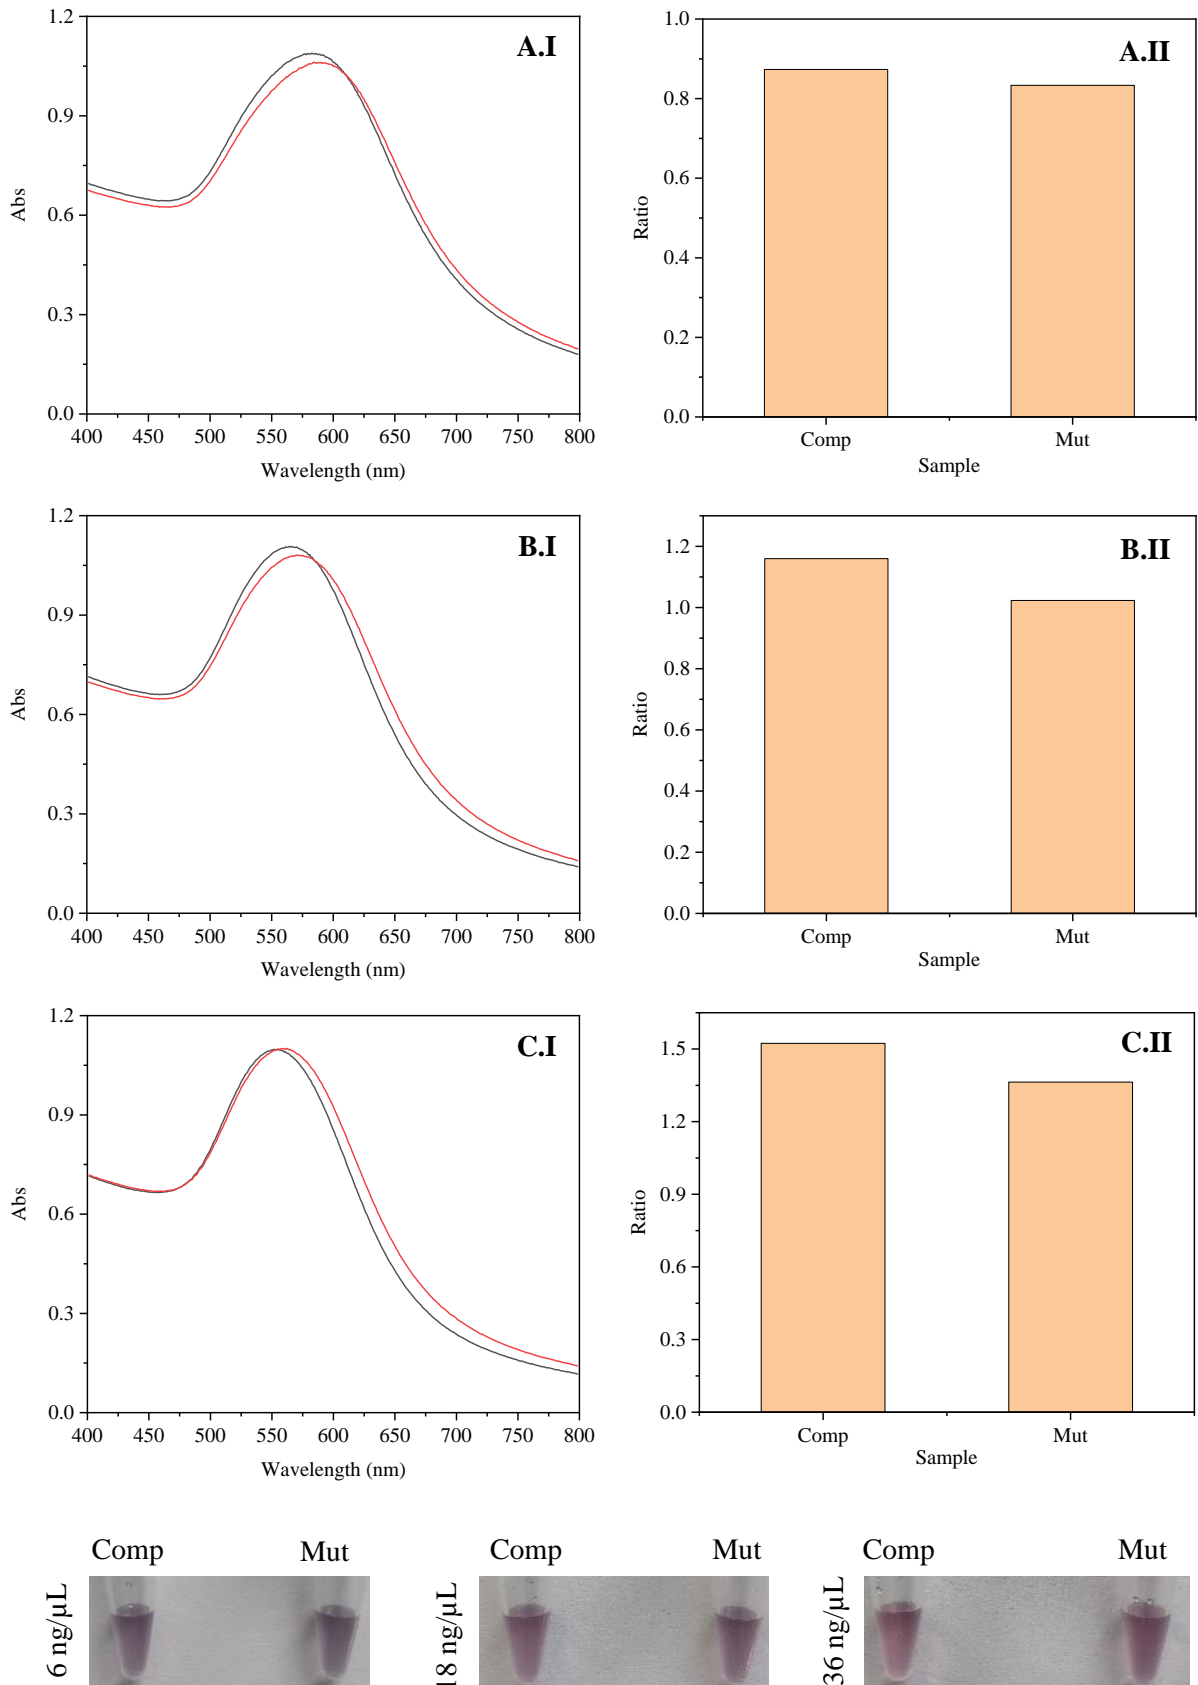 A.I
1.2
0.9
0.6
0.3
0.0
Abs
400 450 500 550 600 650 700 750 800
Wavelength (nm)
A.II
1.0
0.8
0.6
0.4
0.2
0.0
Ratio
Comp Mut
Sample
B.I
1.2
0.9
0.6
0.3
0.0
Abs
400 450 500 550 600 650 700 750 800
Wavelength (nm)
B.II
1.2
1.0
0.8
0.6
0.4
0.2
0.0
Ratio
Comp Mut
Sample
C.I
1.2
0.9
0.6
0.3
0.0
Abs
400 450 500 550 600 650 700 750 800
Wavelength (nm)
C.II
1.5
1.2
0.9
0.6
0.3
0.0
Ratio
Comp Mut
Sample
Comp Mut
6 ng/μL
Comp Mut
18 ng/μL
Comp Mut
36 ng/μL